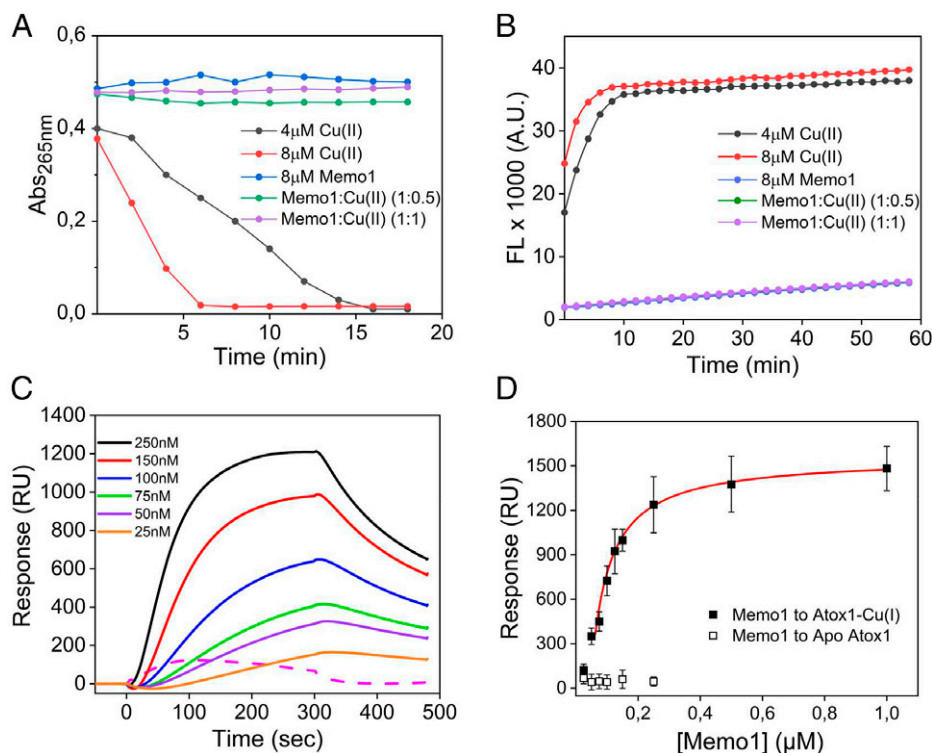 A
0,6
0,4
0,2
0,0
Abs265nm
4μM Cu(II)
8μM Cu(II)
8μM Memo1
Memo1:Cu(II) (1:0.5)
Memo1:Cu(II) (1:1)
5
10
15
20
Time (min)
B
40
30
20
10
0
FL x 1000 (A.U.)
4μM Cu(II)
8μM Cu(II)
8μM Memo1
Memo1:Cu(II) (1:0.5)
Memo1:Cu(II) (1:1)
10
20
30
40
50
60
Time (min)
C
1400
1200
1000
800
600
400
200
0
Response (RU)
250nM
150nM
100nM
75nM
50nM
25nM
0
100
200
300
400
500
Time (sec)
D
1800
1500
1200
900
600
300
0
Response (RU)
Memo1 to Atox1-Cu(I)
Memo1 to Apo Atox1
0,2
0,4
0,6
0,8
1,0
[Memo1] (μM)